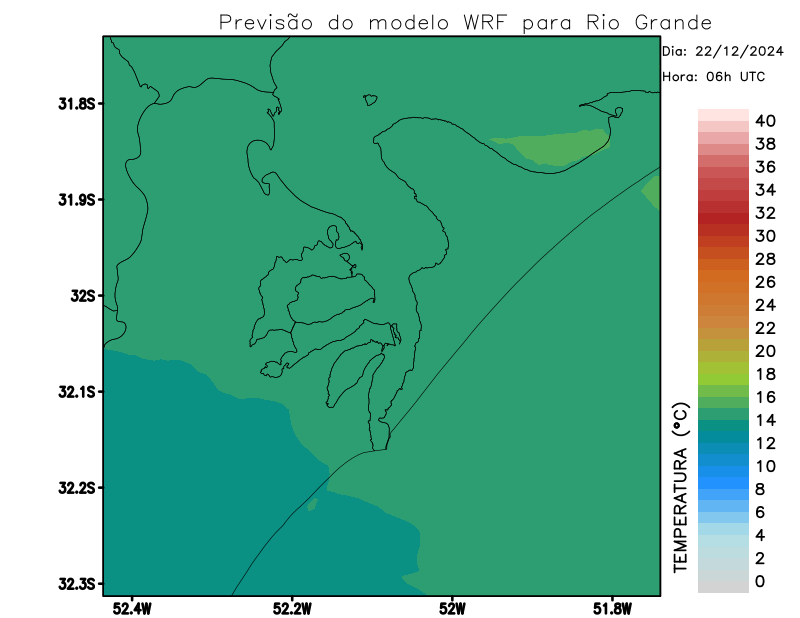 Previsão do modelo WRF para Rio Grande
Dia: 22/12/2024
Hora: 06h UTC
31.8S
31.9S
32S
32.1S
32.2S
32.3S
52.4W
52.2W
52W
51.8W
TEMPERATURA (°C)
40
38
36
34
32
30
28
26
24
22
20
18
16
14
12
10
8
6
4
2
0